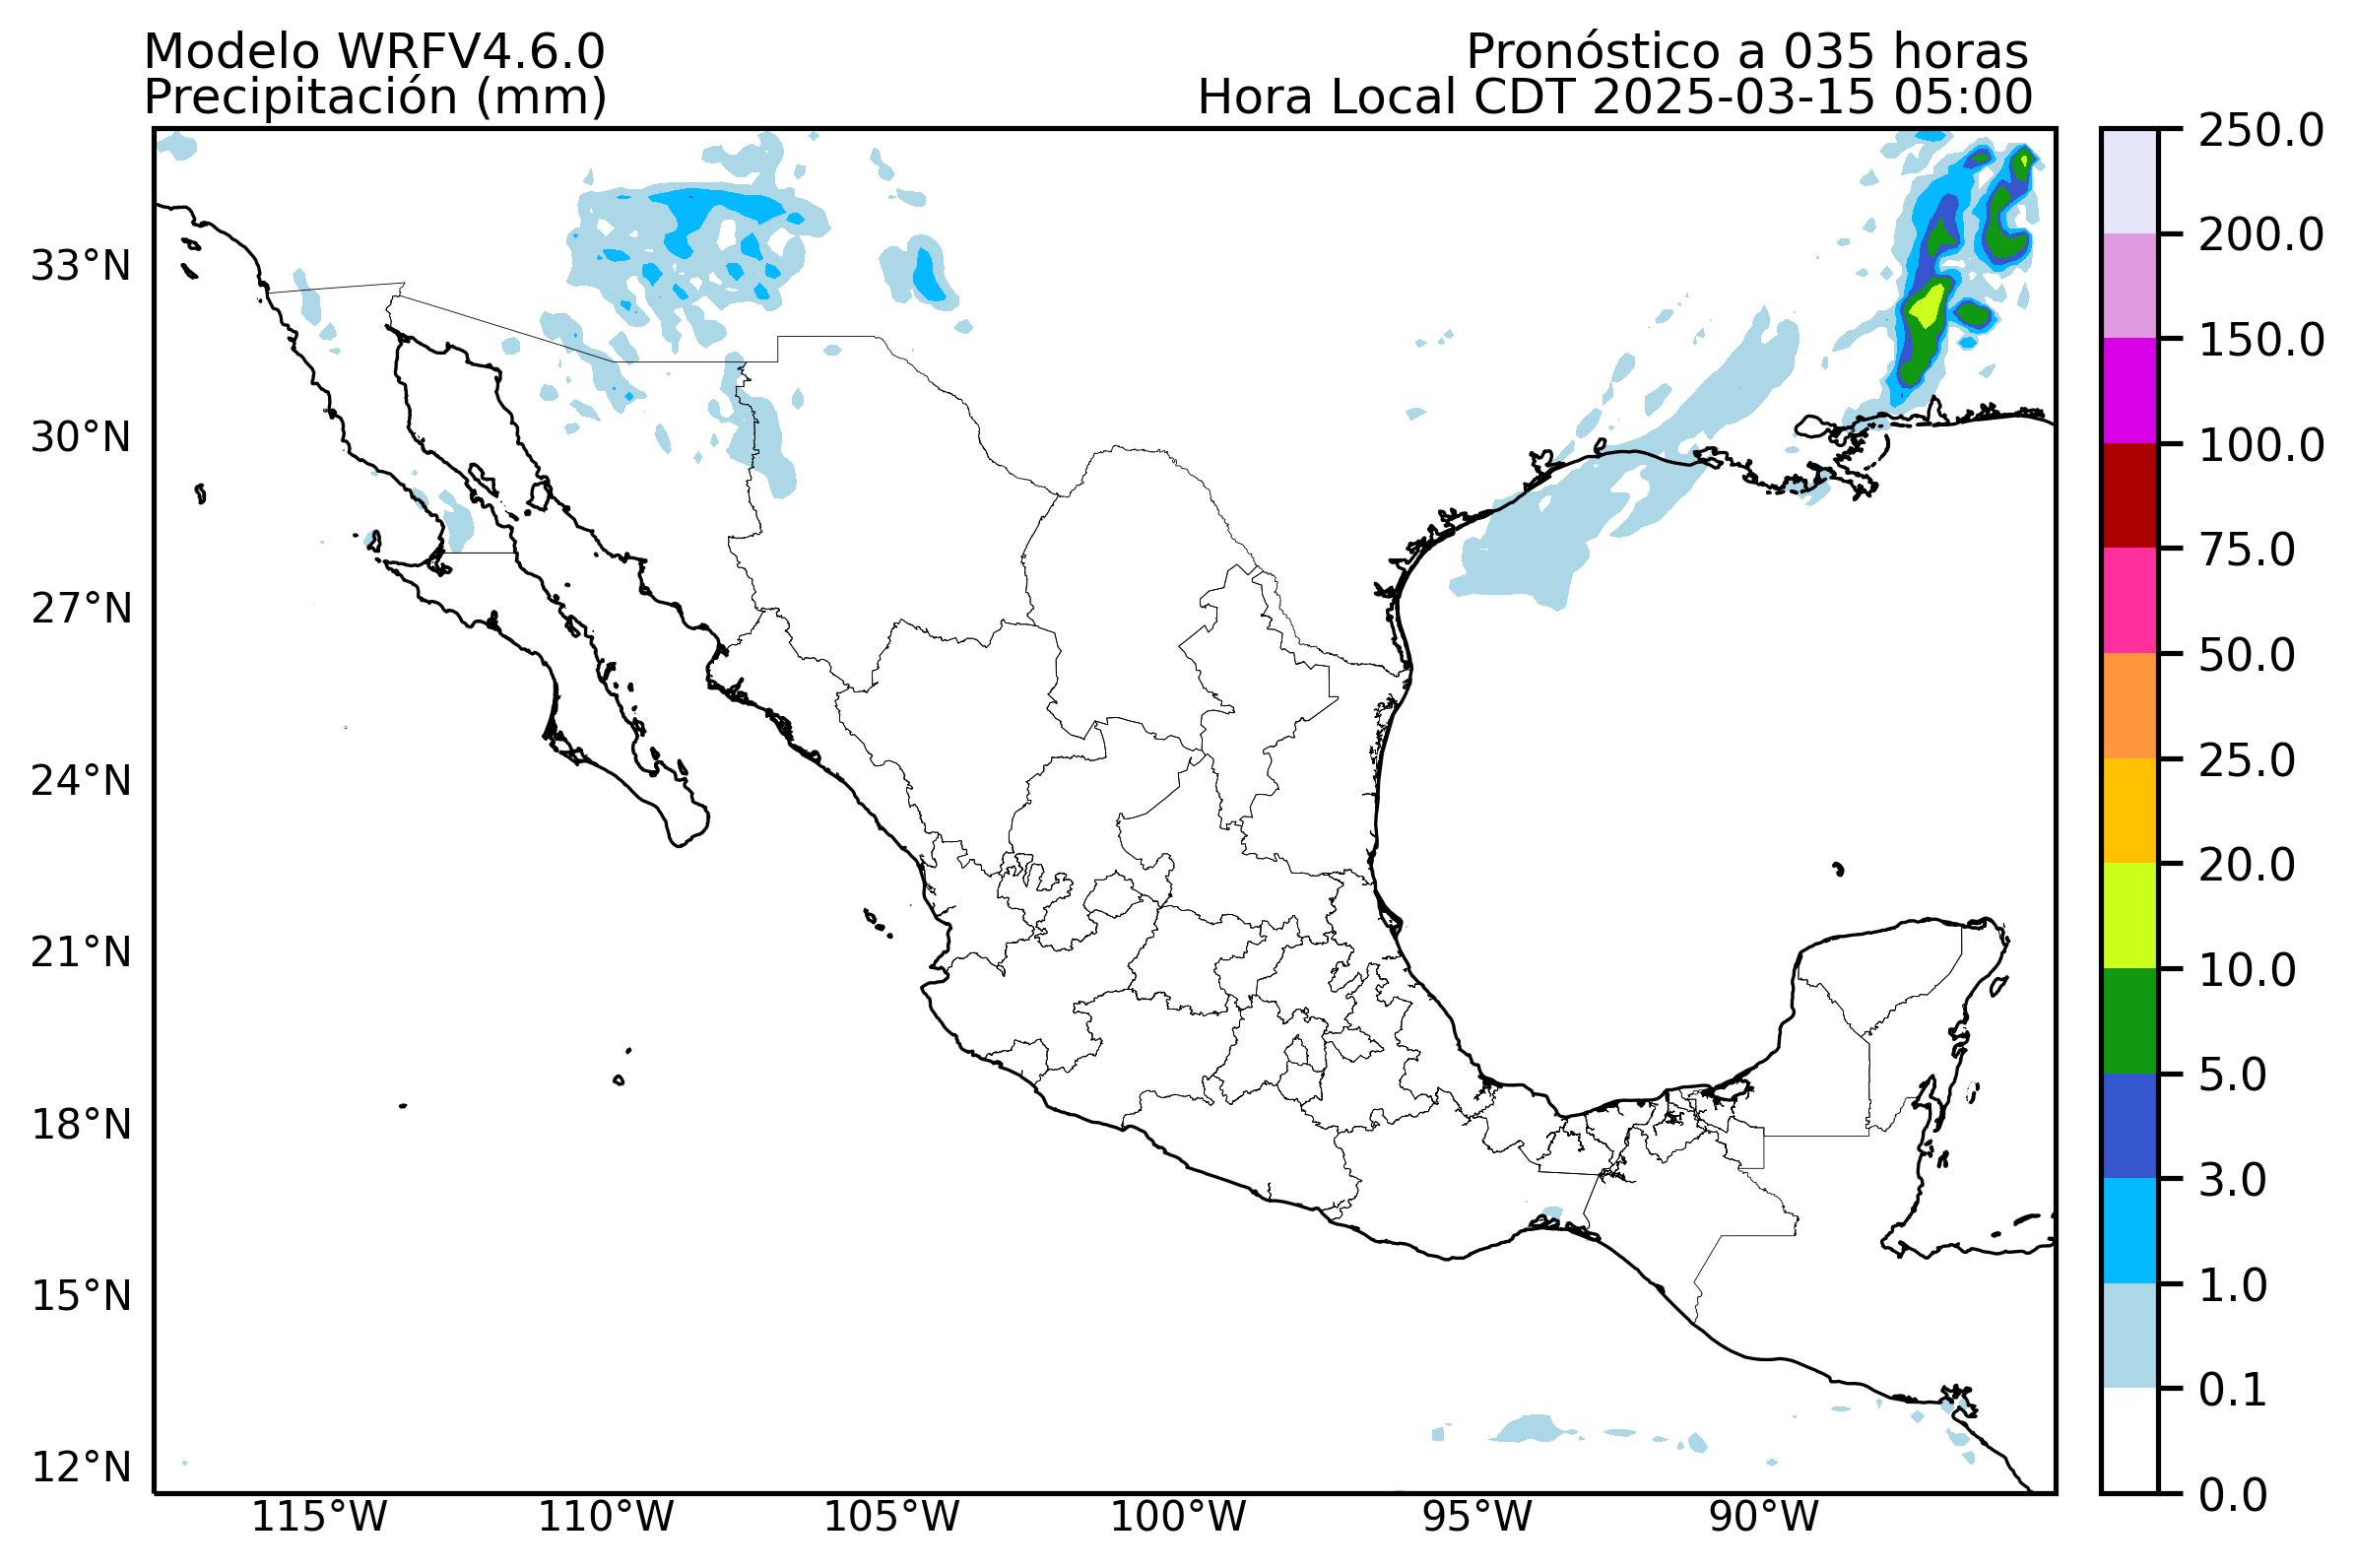 Modelo WRFV4.6.0
Pronóstico a 035 horas
Precipitación (mm)
Hora Local CDT 2025-03-15 05:00
33°N
30°N
27°N
24°N
21°N
18°N
15°N
12°N
115°W
110°W
105°W
100°W
95°W
90°W
250.0
200.0
150.0
100.0
75.0
50.0
25.0
20.0
10.0
5.0
3.0
1.0
0.1
0.0